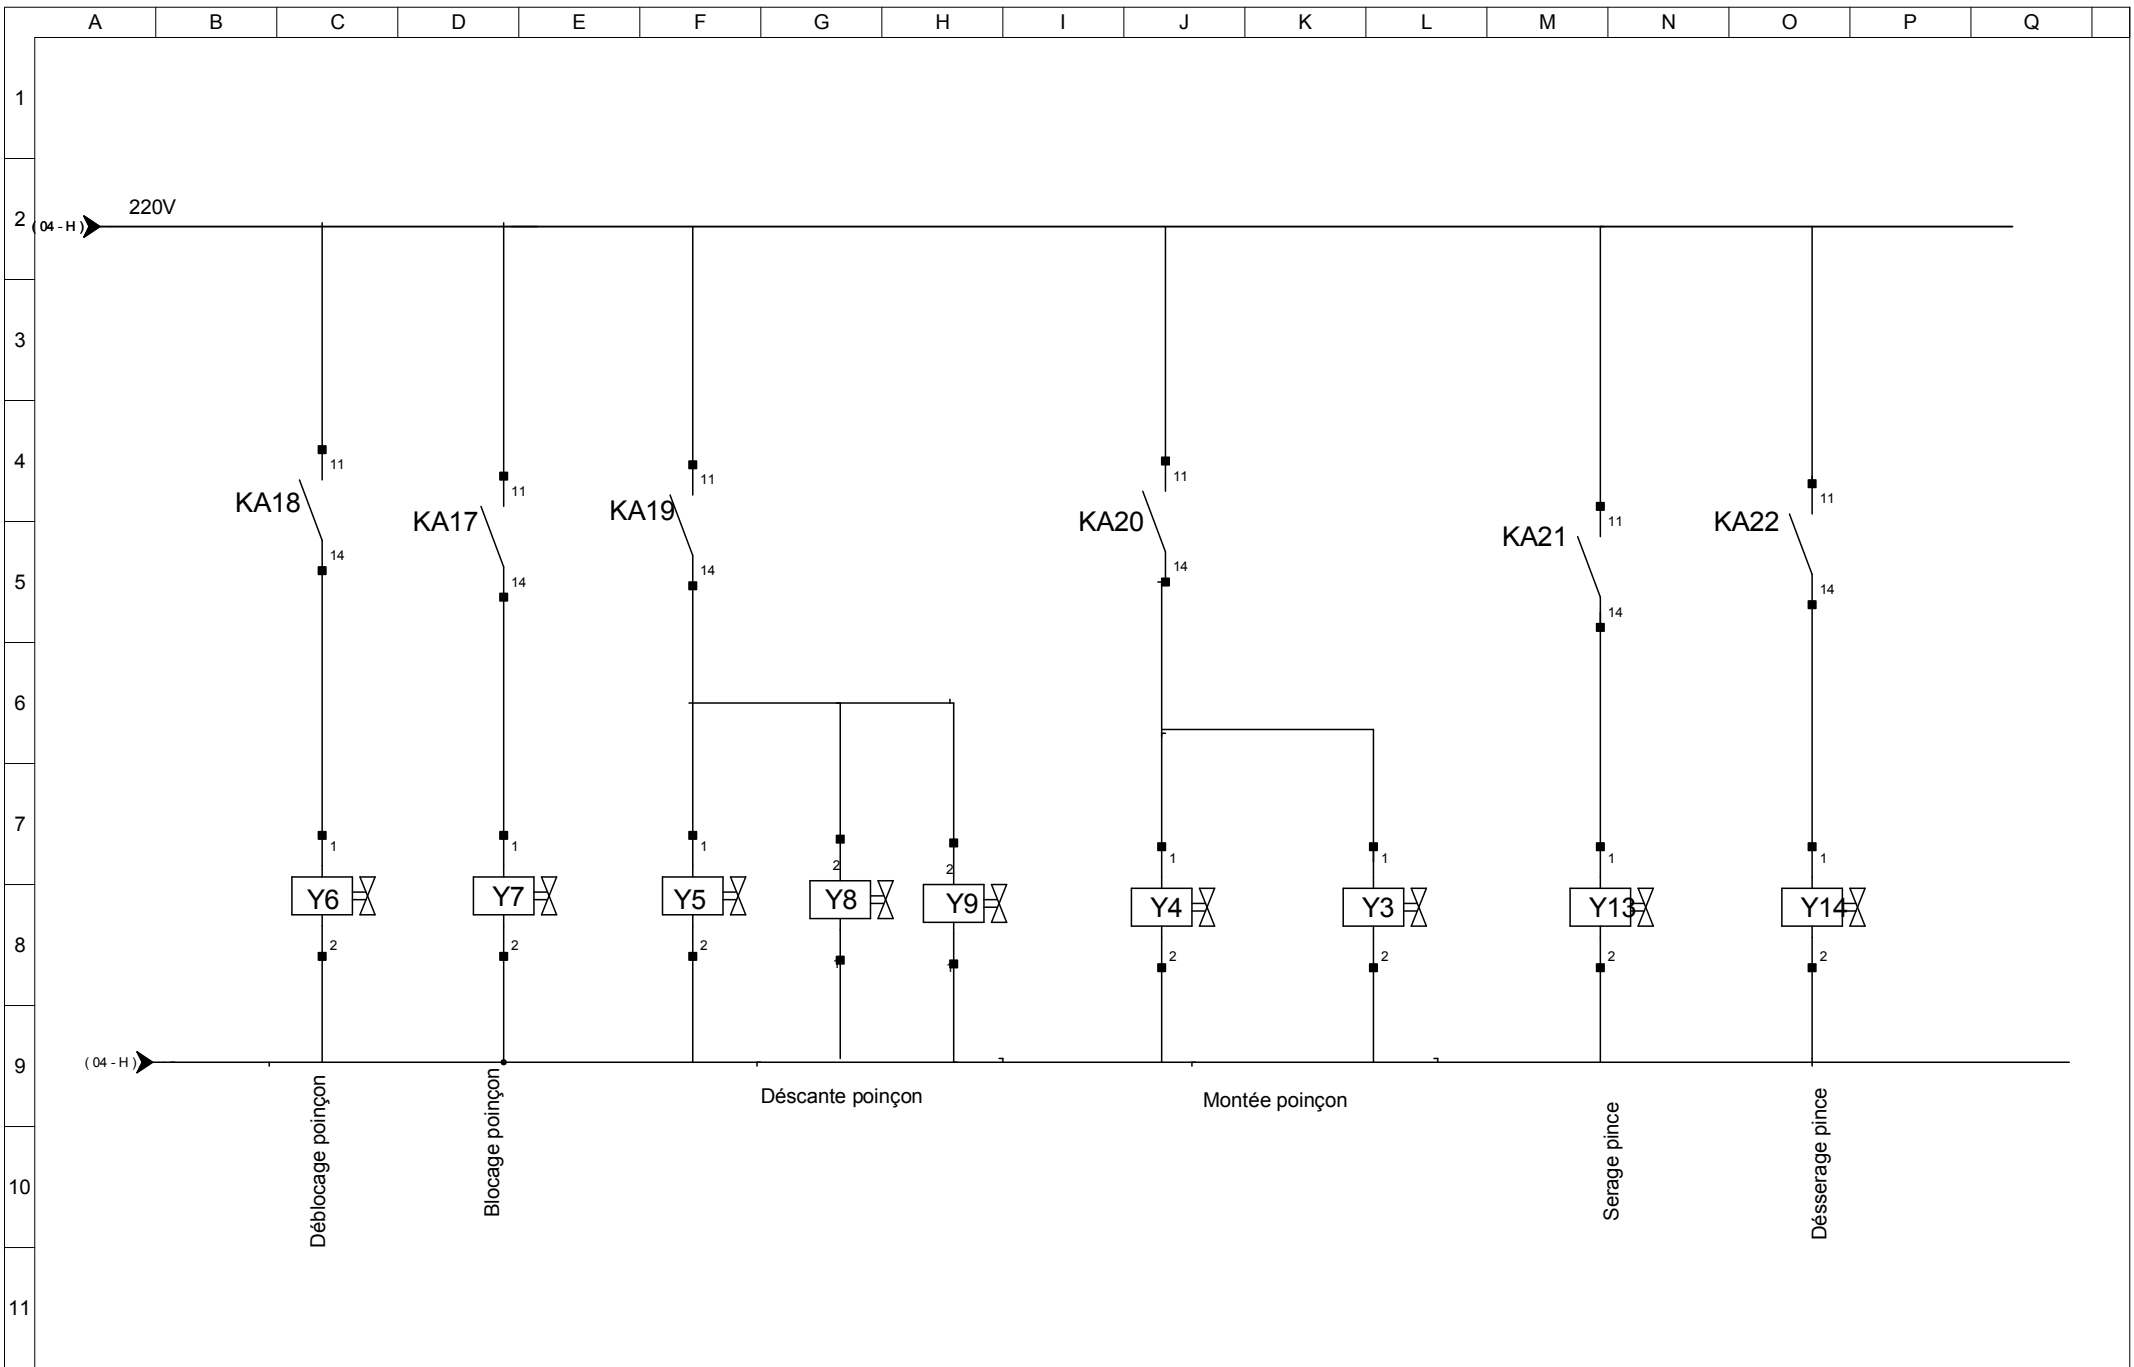 A B C D E F G H I J K L M N O P Q
1
220V
2
( 04 - H )
3
4
11
11
11
11
11
11
KA18
KA17
KA19
KA20
KA21
KA22
14
14
14
14
14
14
5
6
7
1
1
1
2
2
1
1
1
1
Y6
Y7
Y5
Y8
Y9
Y4
Y3
Y13
Y14
8
2
2
2
1
1
2
2
2
2
9
( 04 - H )
Déblocage poinçon
Blocage poinçon
Déscante poinçon
Montée poinçon
Serage pince
Désserage pince
10
11